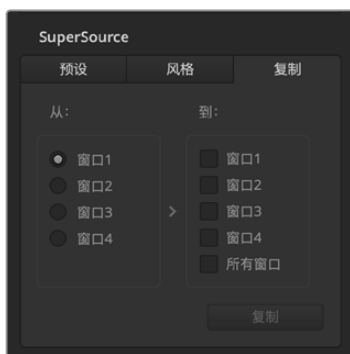 SuperSource
预设 风格 复制
从： 到：
窗口1 窗口1
窗口2 窗口2
窗口3 > 窗口3
窗口4 窗口4
所有窗口
复制